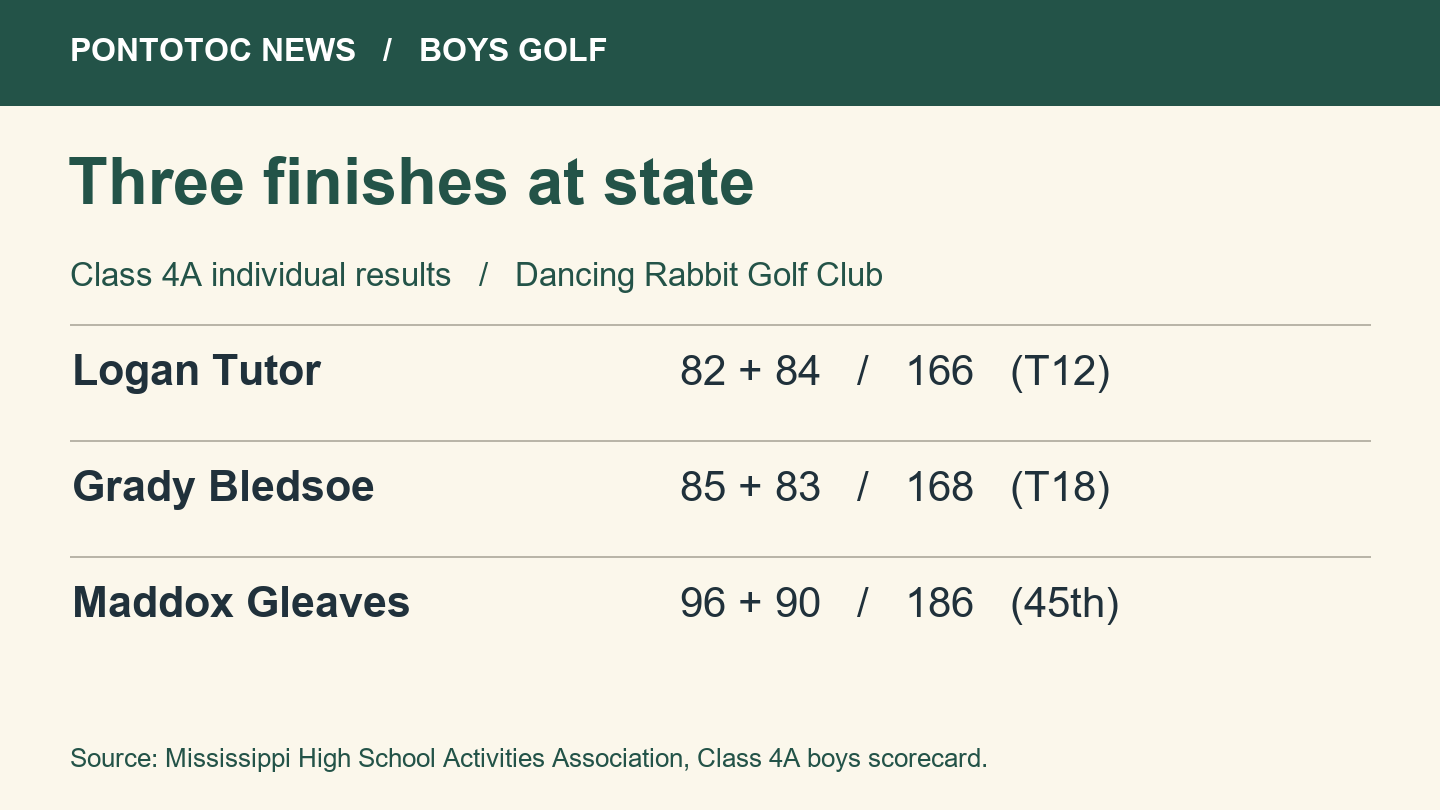 PONTOTOC NEWS / BOYS GOLF
Three finishes at state
Class 4A individual results / Dancing Rabbit Golf Club
Logan Tutor 82 + 84 / 166 (T12)
Grady Bledsoe 85 + 83 / 168 (T18)
Maddox Gleaves 96 + 90 / 186 (45th)
Source: Mississippi High School Activities Association, Class 4A boys scorecard.